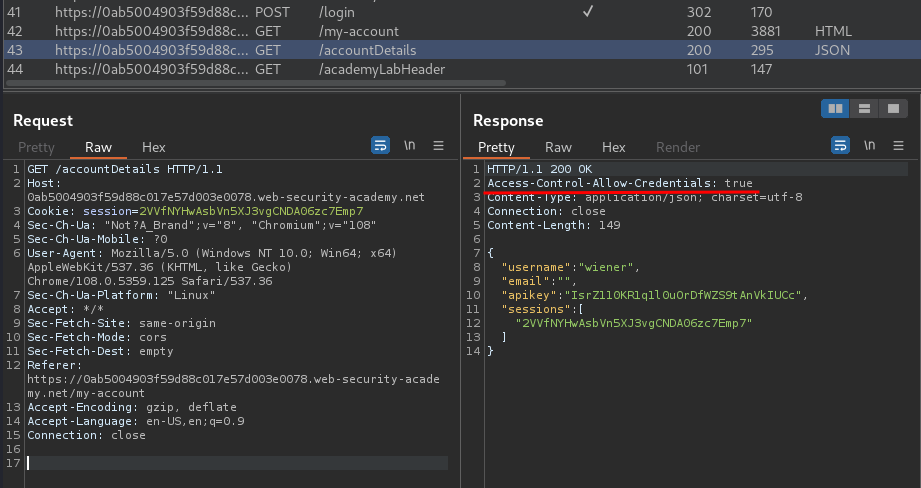 41 https://0ab5004903f59d88c... POST /login ✓ 302 170
42 https://0ab5004903f59d88c... GET /my-account 200 3881 HTML
43 https://0ab5004903f59d88c... GET /accountDetails 200 295 JSON
44 https://0ab5004903f59d88c... GET /academyLabHeader 101 147
Request
Pretty Raw Hex \n
1 GET /accountDetails HTTP/1.1
2 Host:
0ab5004903f59d88c017e57d003e0078.web-security-academy.net
3 Cookie: session=2VVfNYHwAsbVn5XJ3vgCNDA06zc7Emp7
4 Sec-Ch-Ua: "Not?A_Brand";v="8", "Chromium";v="108"
5 Sec-Ch-Ua-Mobile: ?0
6 User-Agent: Mozilla/5.0 (Windows NT 10.0; Win64; x64)
AppleWebKit/537.36 (KHTML, like Gecko)
Chrome/108.0.5359.125 Safari/537.36
7 Sec-Ch-Ua-Platform: "Linux"
8 Accept: */*
9 Sec-Fetch-Site: same-origin
10 Sec-Fetch-Mode: cors
11 Sec-Fetch-Dest: empty
12 Referer:
https://0ab5004903f59d88c017e57d003e0078.web-security-acade
my.net/my-account
13 Accept-Encoding: gzip, deflate
14 Accept-Language: en-US,en;q=0.9
15 Connection: close
16
17
Response
Pretty Raw Hex Render \n
1 HTTP/1.1 200 OK
2 Access-Control-Allow-Credentials: true
3 Content-Type: application/json; charset=utf-8
4 Connection: close
5 Content-Length: 149
6
7 {
8 "username":"wiener",
9 "email":"",
10 "apikey":"IsrZ1l0KRlq1l0uOrDfWZS9tAnVkIUCc",
11 "sessions":[
12 "2VVfNYHwAsbVn5XJ3vgCNDA06zc7Emp7"
13 ]
14 }